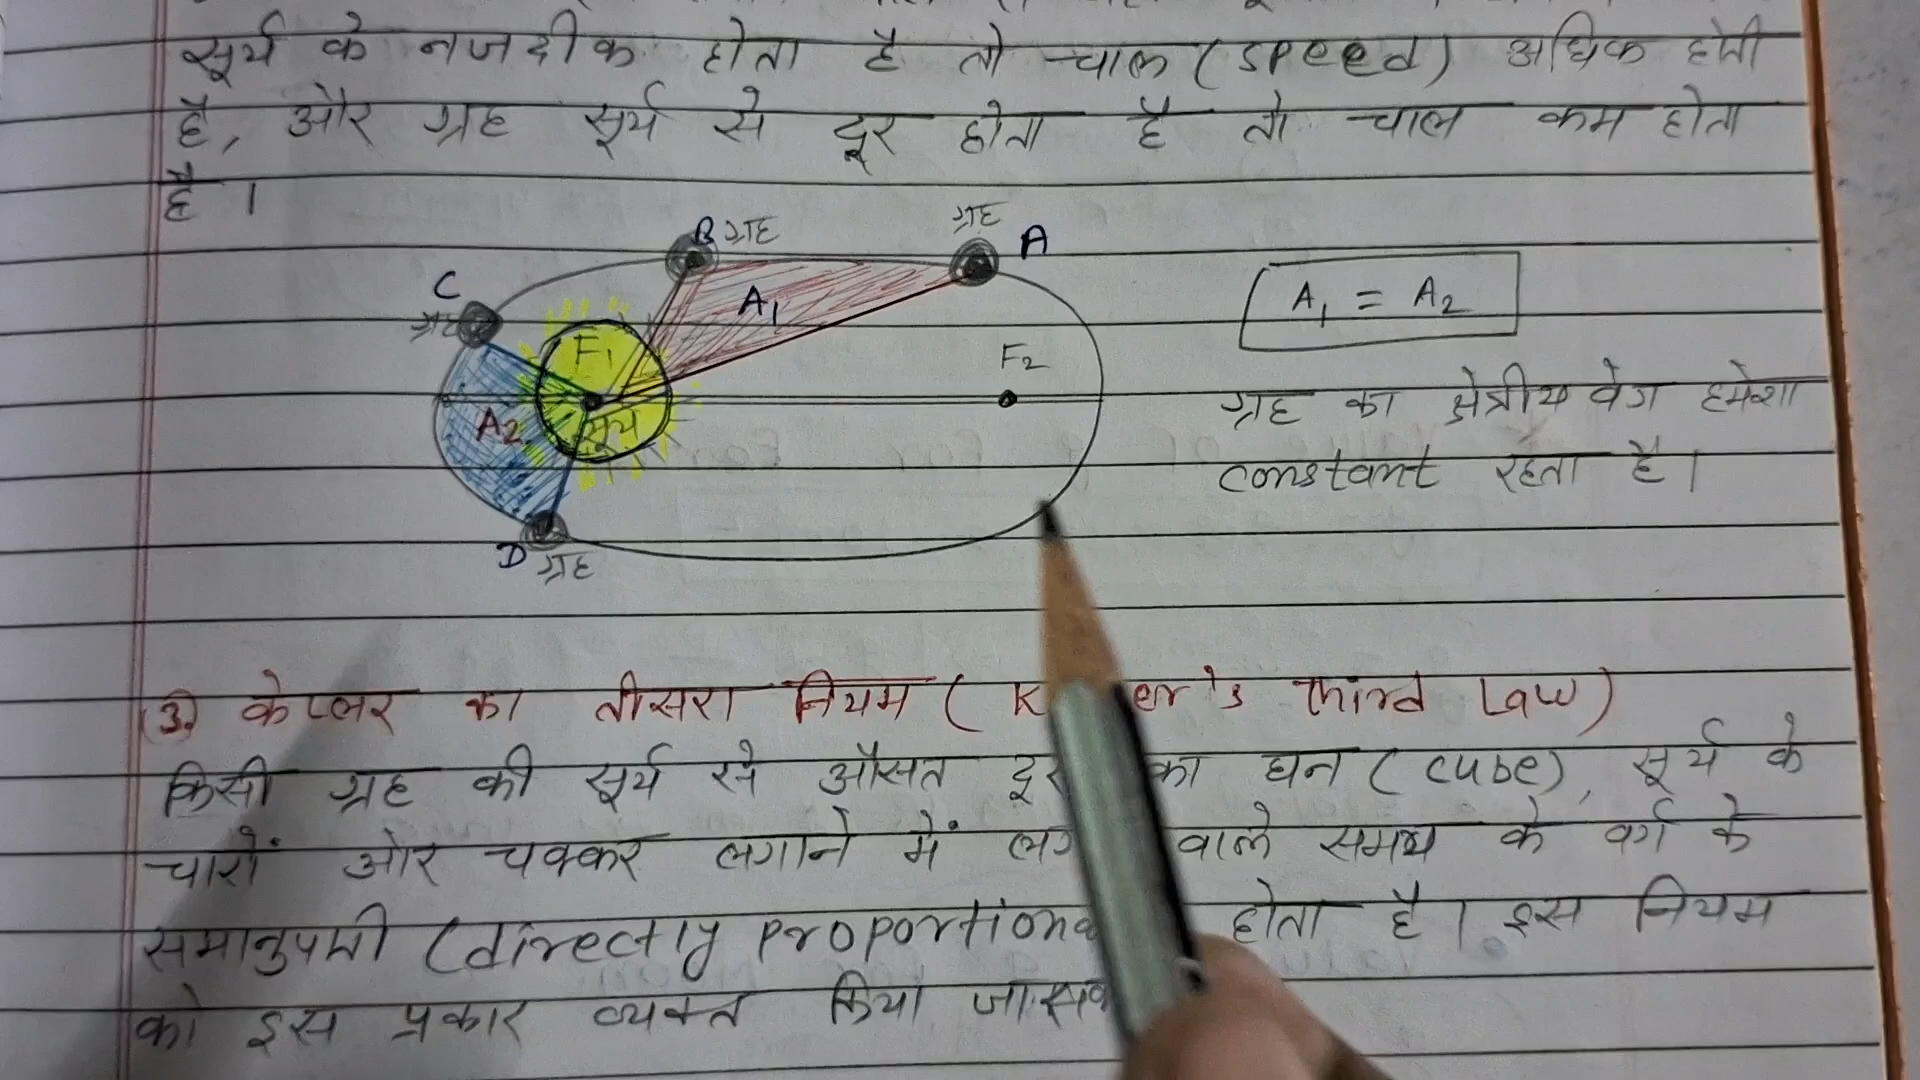 सूर्य के नजदीक होता है तो चाल (speed) अधिक होती
है, और ग्रह सूर्य से दूर होता है तो चाल कम होता
है ।
B ग्रह
ग्रह A
C
ग्रह
A1
F1
F2
A2
सूर्य
D ग्रह
A1 = A2
ग्रह का क्षेत्रीय वेग हमेशा
constant रहता है ।
(3.) केप्लर का तीसरा नियम ( K er's Third Law)
किसी ग्रह की सूर्य से औसत का घन (cube), सूर्य के
चारों ओर चक्कर लगाने में वाले समय के वर्ग के
समानुपाती (directly proportiona होता है । इस नियम
को इस प्रकार व्यक्त किया